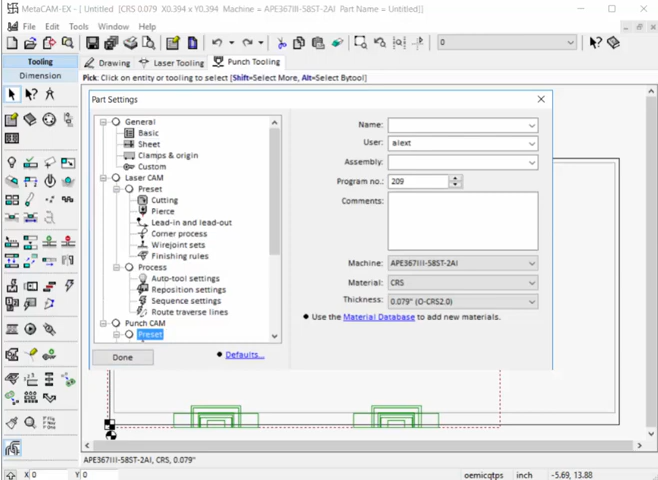 MetaCAM-EX - [ Untitled  [CRS 0.079  X0.394 x Y0.394  Machine = APE367III-58ST-2AI  Part Name = Untitled]]
File Edit Tools Window Help
0
Drawing Laser Tooling Punch Tooling
Tooling
Dimension
Pick: Click on entity or tooling to select [Shift=Select More, Alt=Select Bytool]
Part Settings
General
Basic
Sheet
Clamps & origin
Custom
Laser CAM
Preset
Cutting
Pierce
Lead-in and lead-out
Corner process
Wirejoint sets
Finishing rules
Process
Auto-tool settings
Reposition settings
Sequence settings
Route traverse lines
Punch CAM
Preset
Name:
User: alext
Assembly:
Program no.: 209
Comments:
Machine: APE367III-58ST-2AI
Material: CRS
Thickness: 0.079" (O-CRS2.0)
Use the Material Database to add new materials.
Done
Defaults...
APE367III-58ST-2AI, CRS, 0.079"
X 0 Y 0 oemicqtps inch -5.69, 13.88